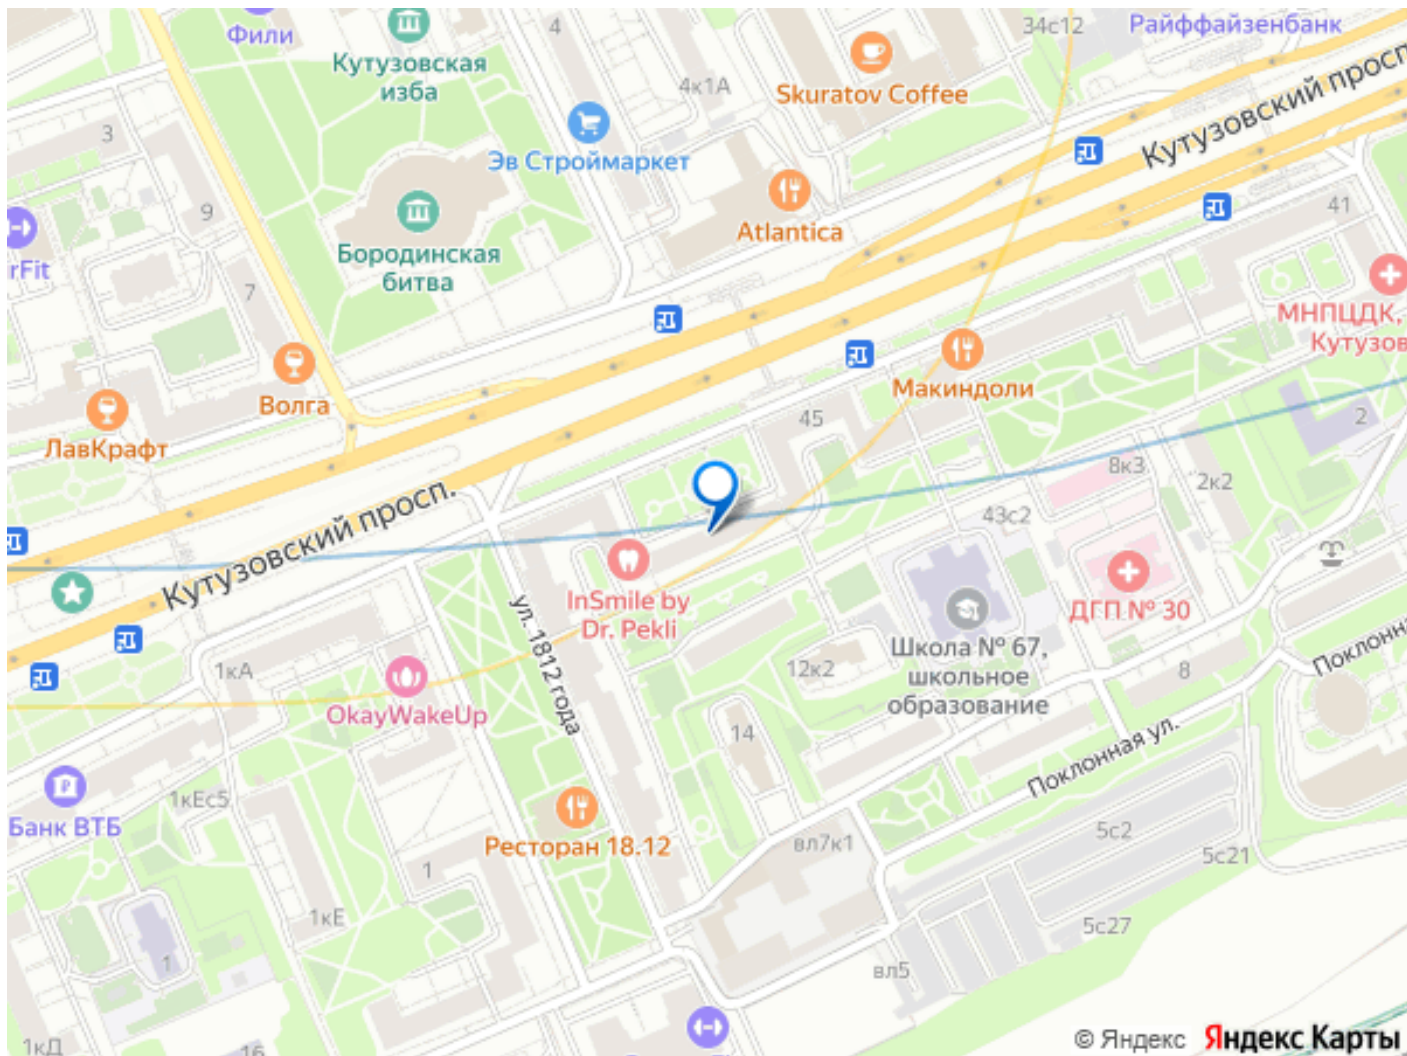 Фили
Кутузовская
изба
4
4к1А
34с12
Райффайзенбанк
Skuratov Coffee
Кутузовский просп
3
Эв Строймаркет
9
Бородинская
битва
Atlantica
41
rFit
7
МНПЦДК,
Кутузов
Волга
Макиндоли
ЛавКрафт
45
2
8к3
2к2
Кутузовский просп.
43с2
InSmile by
Dr. Pekli
ул. 1812 года
ДГП № 30
Школа № 67,
школьное
образование
Поклонна
1кА
12к2
8
OkayWakeUp
14
Поклонная ул.
Банк ВТБ
1кЕс5
Ресторан 18.12
вл7к1
5с2
5с21
1
1кЕ
5с27
1
вл5
1кД
16
© Яндекс Яндекс Карты